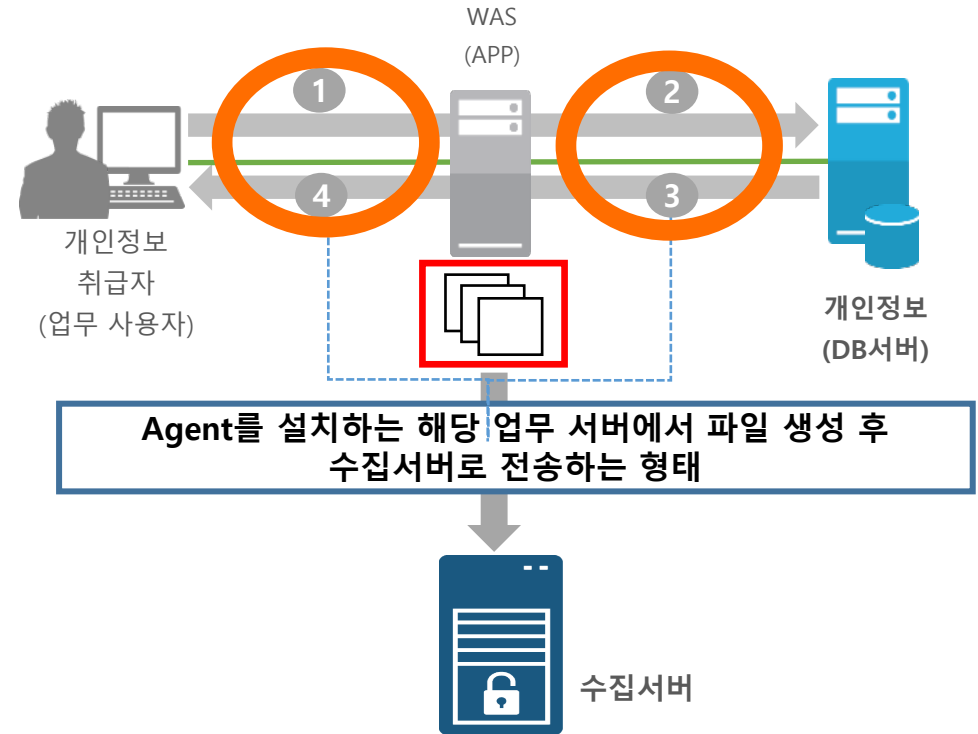 WAS
(APP)
1
2
4
3
개인정보
취급자
(업무 사용자)
개인정보
(DB서버)
Agent를 설치하는 해당 업무 서버에서 파일 생성 후
수집서버로 전송하는 형태
수집서버